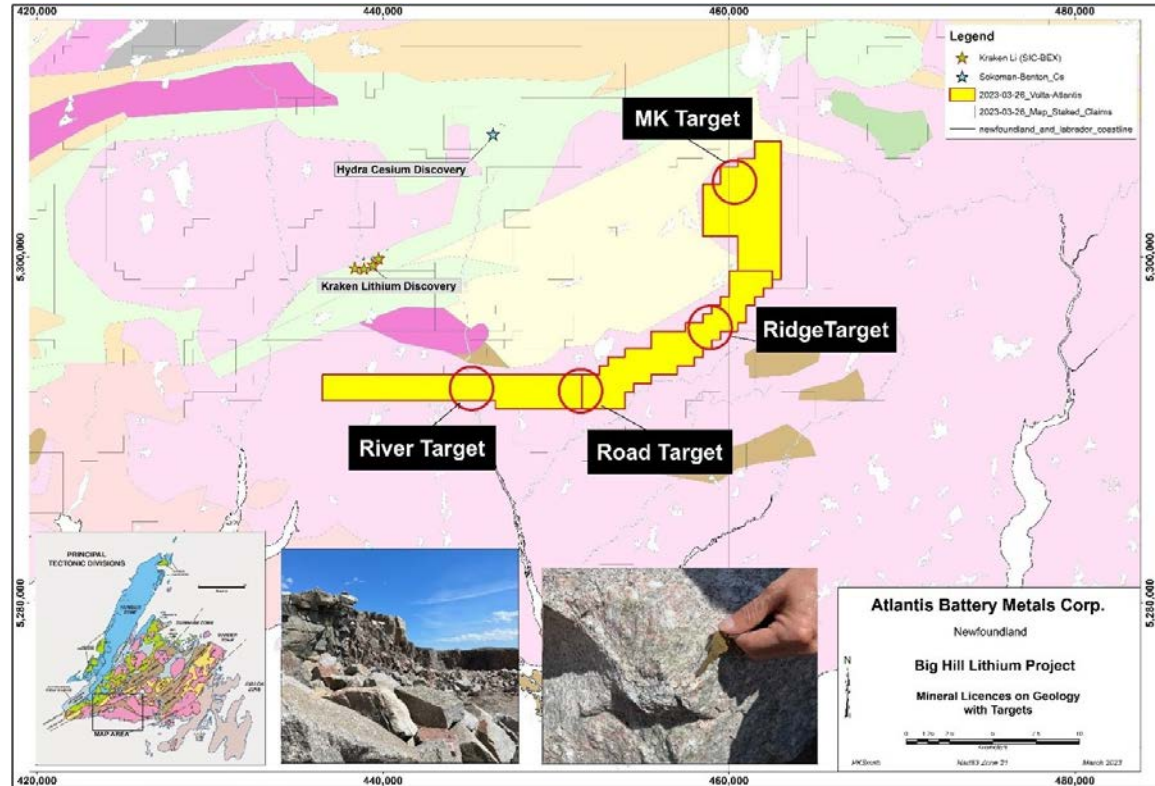 420,000
440,000
460,000
480,000
Legend
Kraken Li (SIC-BEX)
Sokoman-Benton_Cs
2023-03-26_Volta-Atlantis
2023-03-26_Map_Staked_Claims
newfoundland_and_labrador_coastline
MK Target
Hydra Cesium Discovery
5,300,000
5,300,000
Kraken Lithium Discovery
RidgeTarget
River Target
Road Target
PRINCIPAL
TECTONIC DIVISIONS
MAP AREA
5,280,000
5,280,000
Atlantis Battery Metals Corp.
Newfoundland
Big Hill Lithium Project
Mineral Licences on Geology
with Targets
N
Kilometers
March 2023
420,000
440,000
460,000
480,000